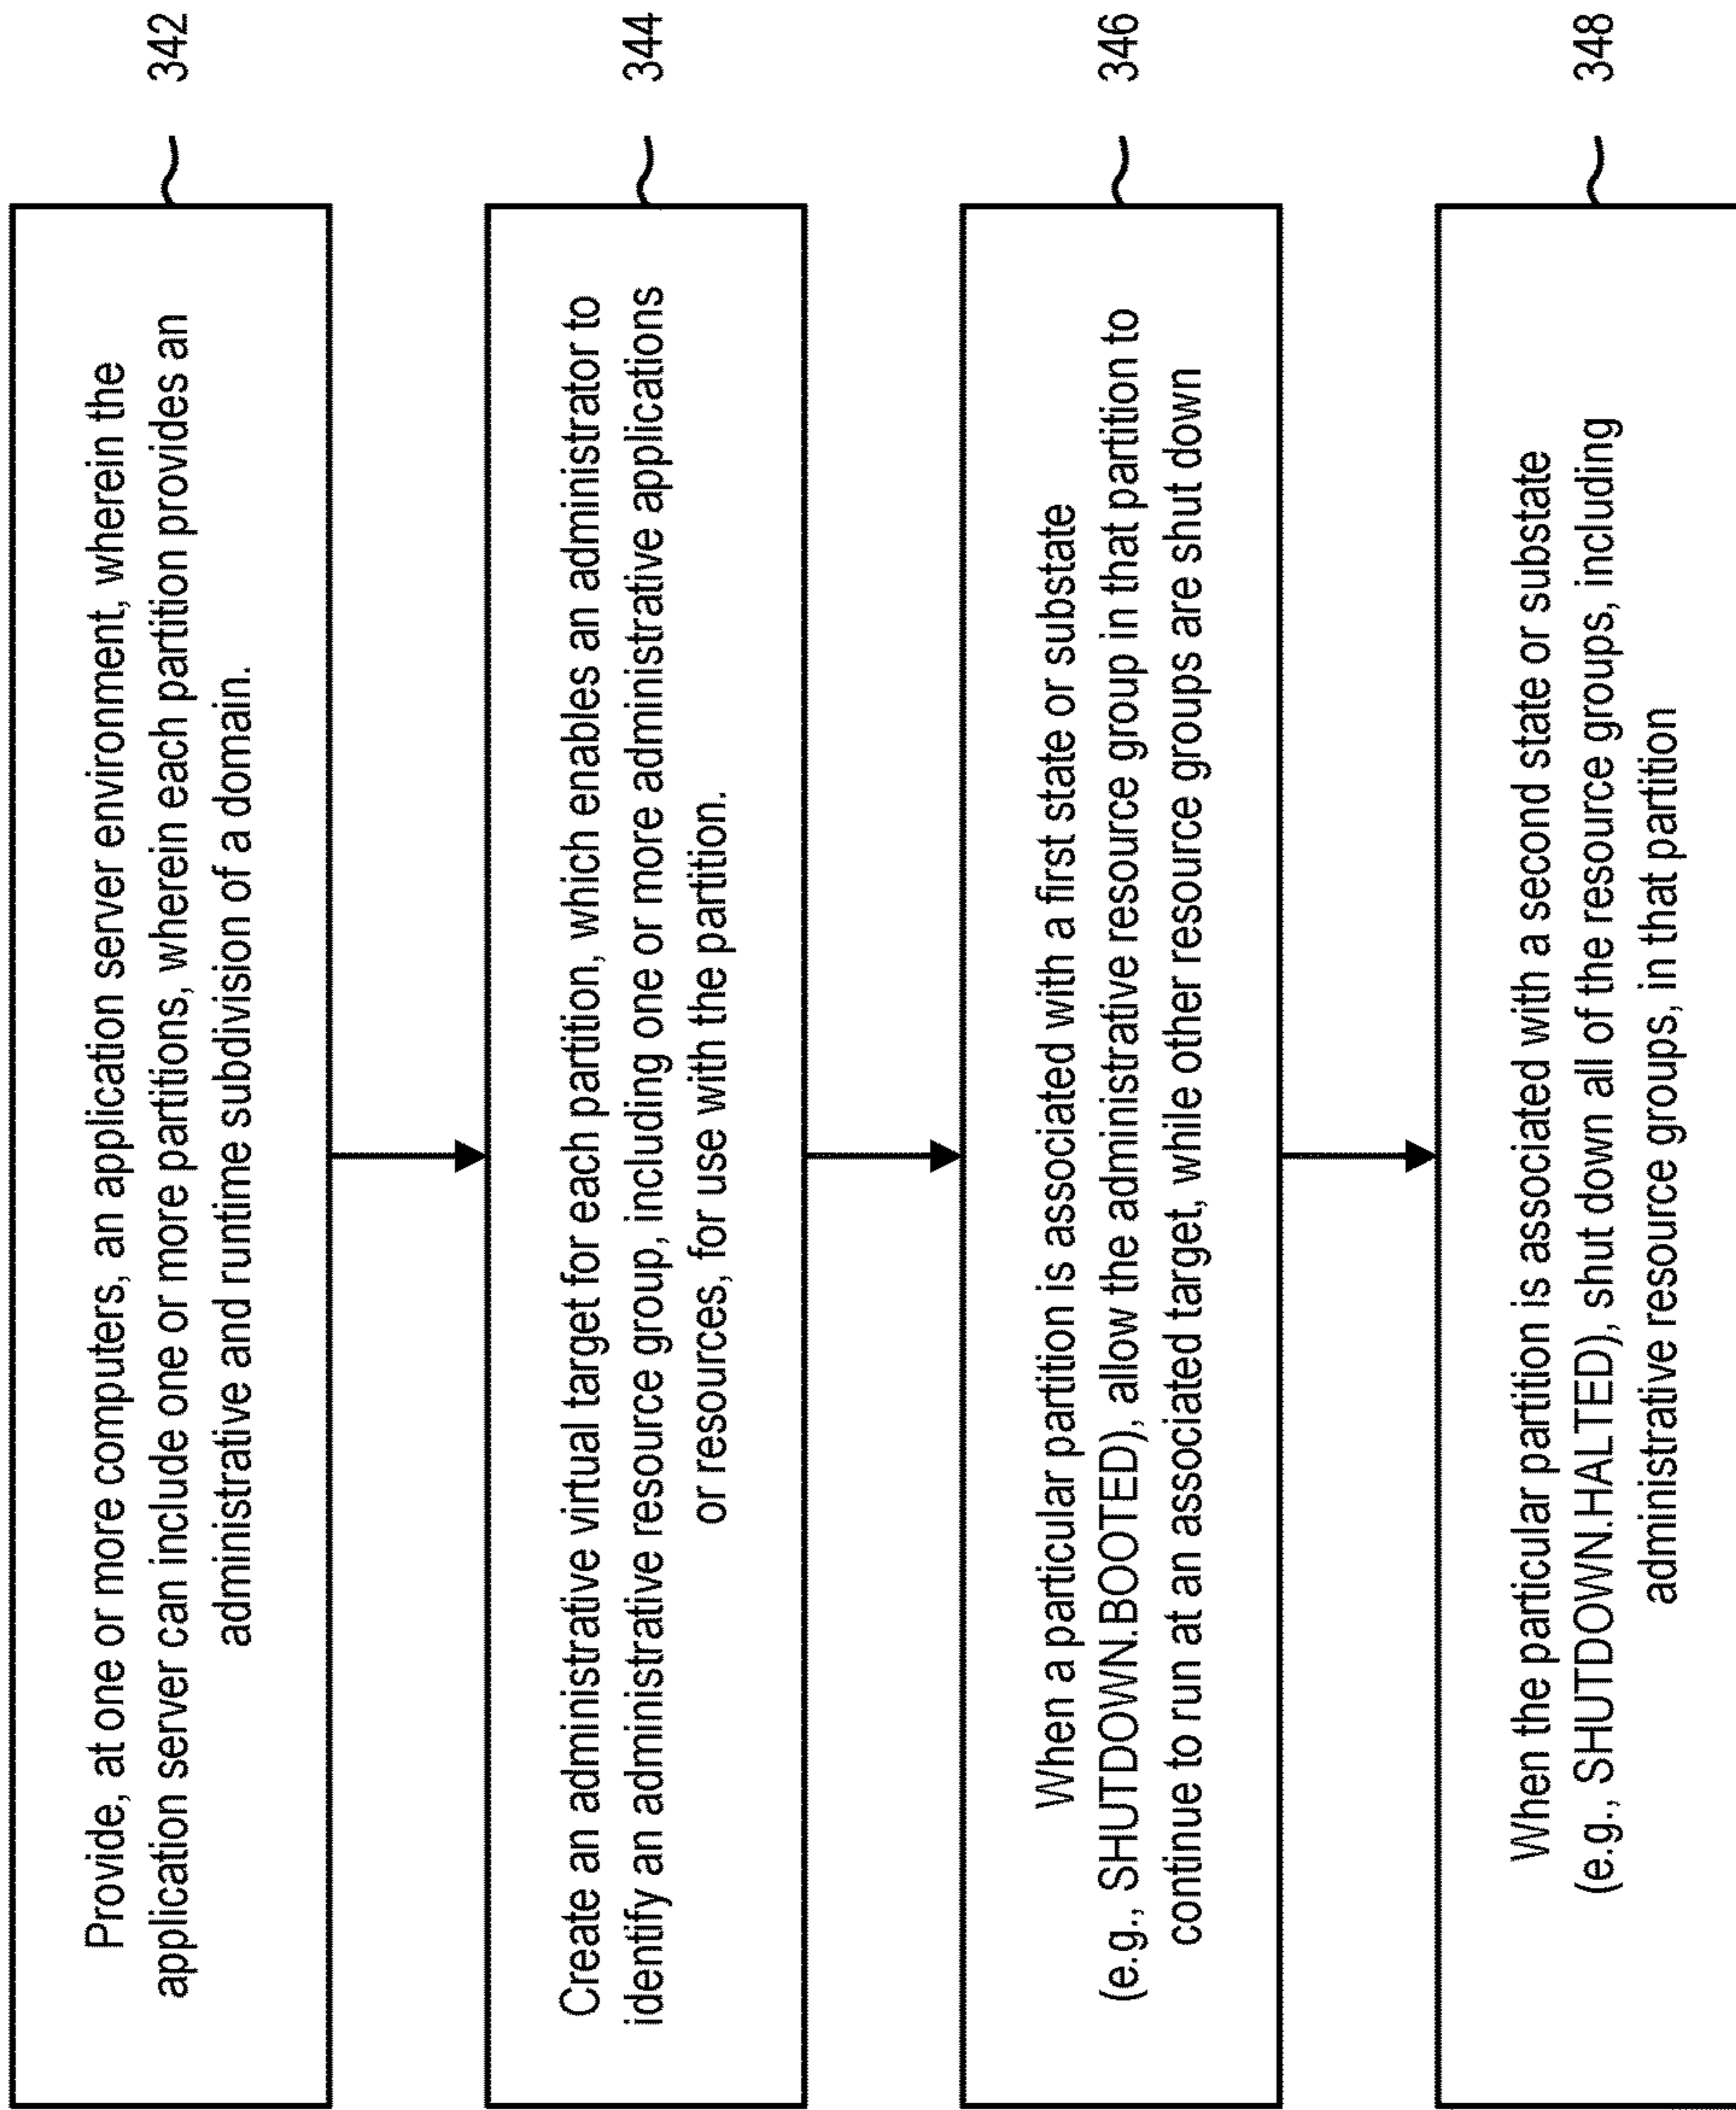 Provide, at one or more computers, an application server environment, wherein the
application server can include one or more partitions, wherein each partition provides an
administrative and runtime subdivision of a domain.
342
Create an administrative virtual target for each partition, which enables an administrator to
identify an administrative resource group, including one or more administrative applications
or resources, for use with the partition.
344
When a particular partition is associated with a first state or substate
(e.g., SHUTDOWN.BOOTED), allow the administrative resource group in that partition to
continue to run at an associated target, while other resource groups are shut down
346
When the particular partition is associated with a second state or substate
(e.g., SHUTDOWN.HALTED), shut down all of the resource groups, including
administrative resource groups, in that partition
348